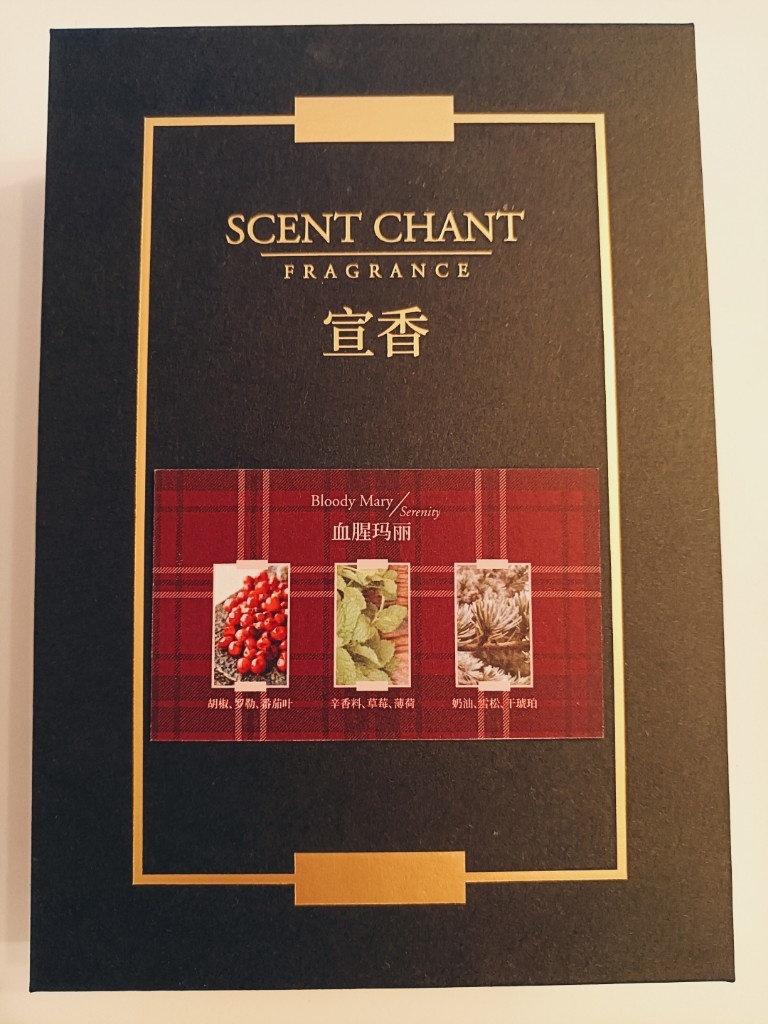 SCENT CHANT
FRAGRANCE
宣香
Bloody Mary/Serenity
血腥玛丽
胡椒、罗勒、番茄叶
辛香料、草莓、薄荷
奶油、雪松、干琥珀